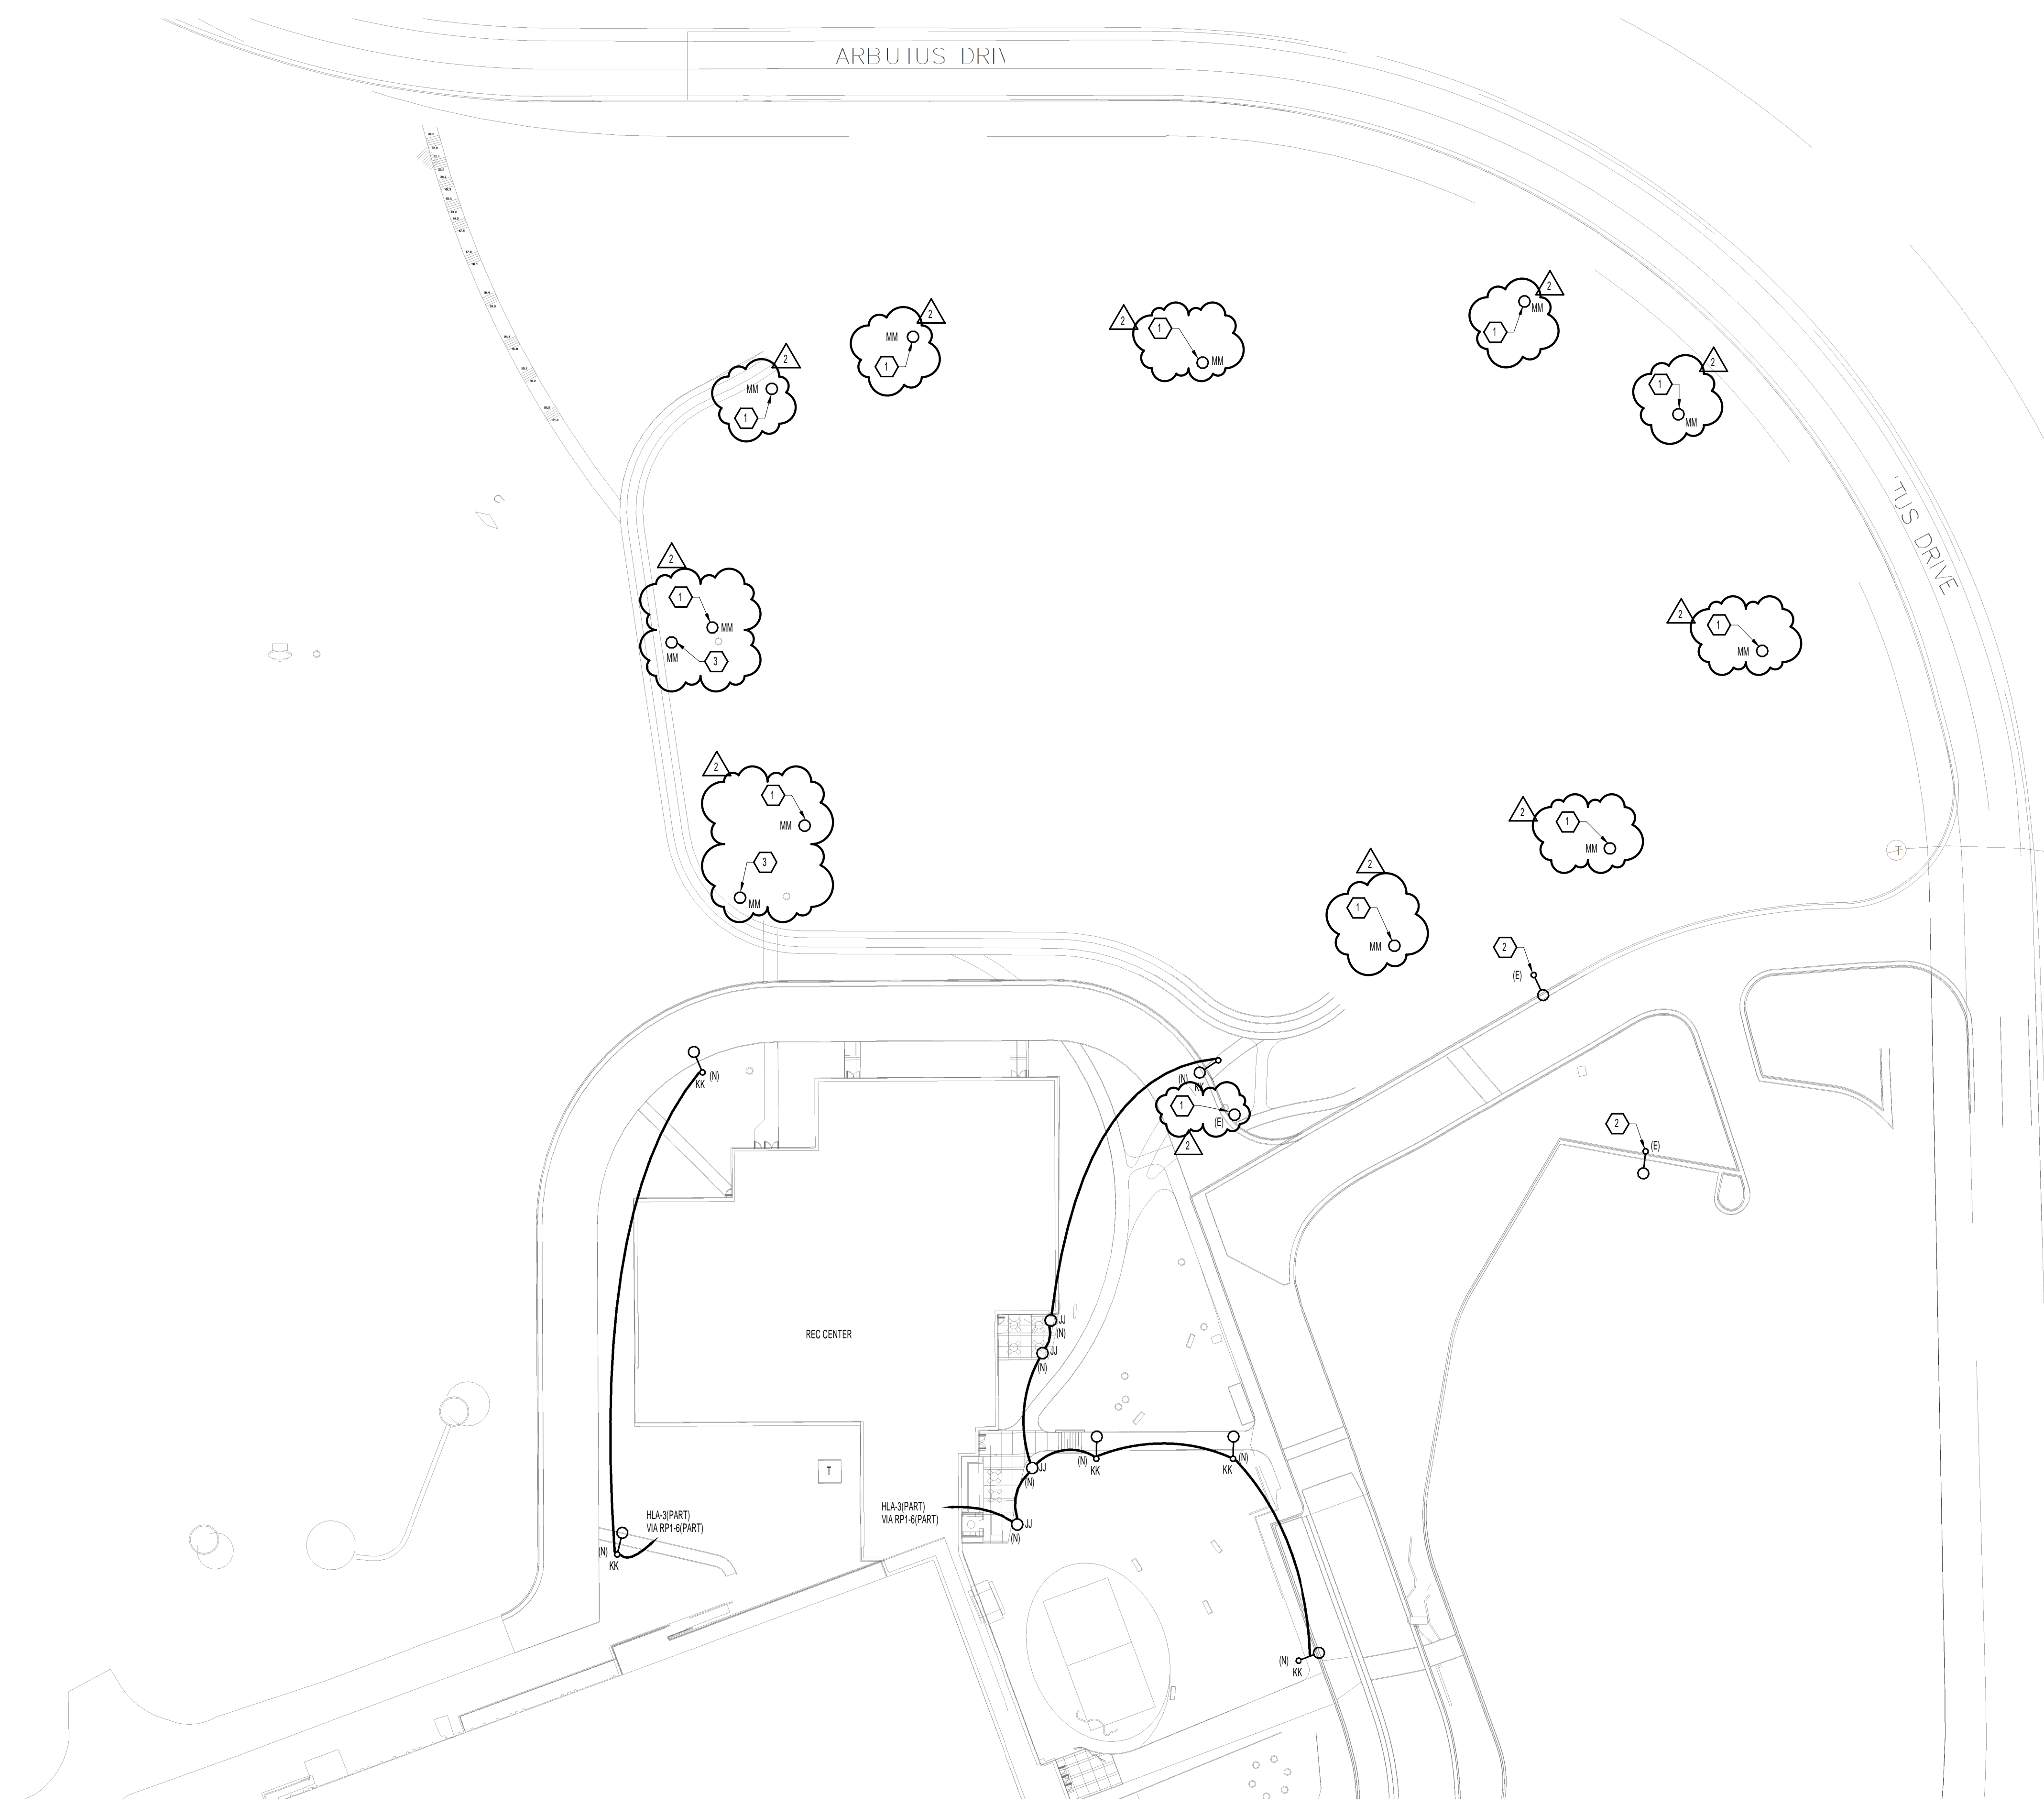 ARBUTUS DRIV
2
MM
1
2
MM
1
2
1
MM
2
MM
1
2
1
MM
TUS DRIVE
2
1
MM
MM
3
2
1
MM
2
1
MM
3
MM
2
1
MM
2
1
MM
T
2
(E)
(N)
KK
(N)
KK
1
(E)
2
2
(E)
JJ
(N)
JJ
(N)
REC CENTER
T
JJ
(N)
(N)
KK
(N)
KK
HLA-3(PART)
VIA RP1-6(PART)
HLA-3(PART)
VIA RP1-6(PART)
JJ
(N)
(N)
KK
(N)
KK